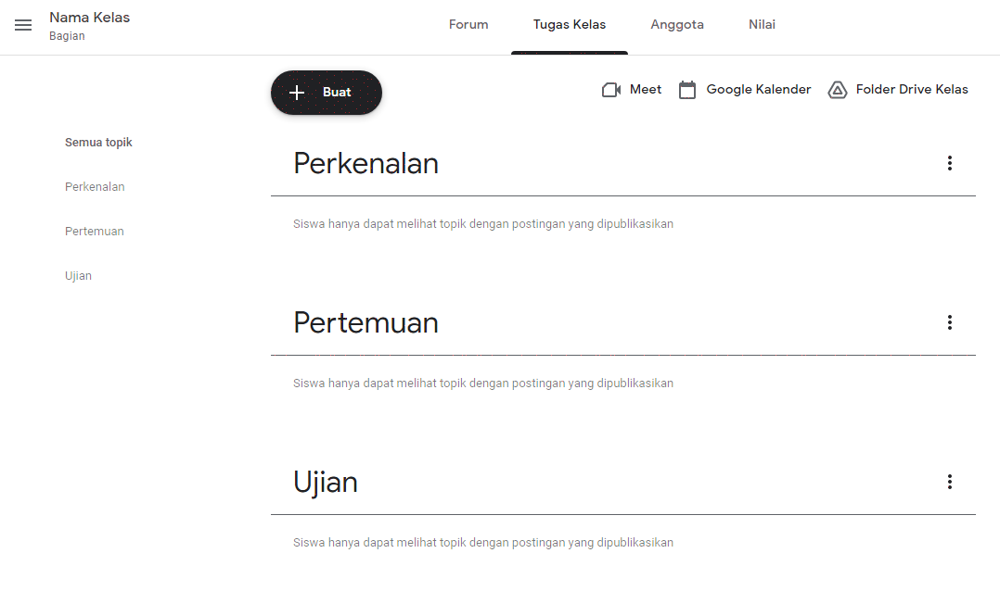 Nama Kelas
Bagian
Forum
Tugas Kelas
Anggota
Nilai
Buat
Meet
Google Kalender
Folder Drive Kelas
Semua topik
Perkenalan
Pertemuan
Ujian
Perkenalan
Siswa hanya dapat melihat topik dengan postingan yang dipublikasikan
Pertemuan
Siswa hanya dapat melihat topik dengan postingan yang dipublikasikan
Ujian
Siswa hanya dapat melihat topik dengan postingan yang dipublikasikan